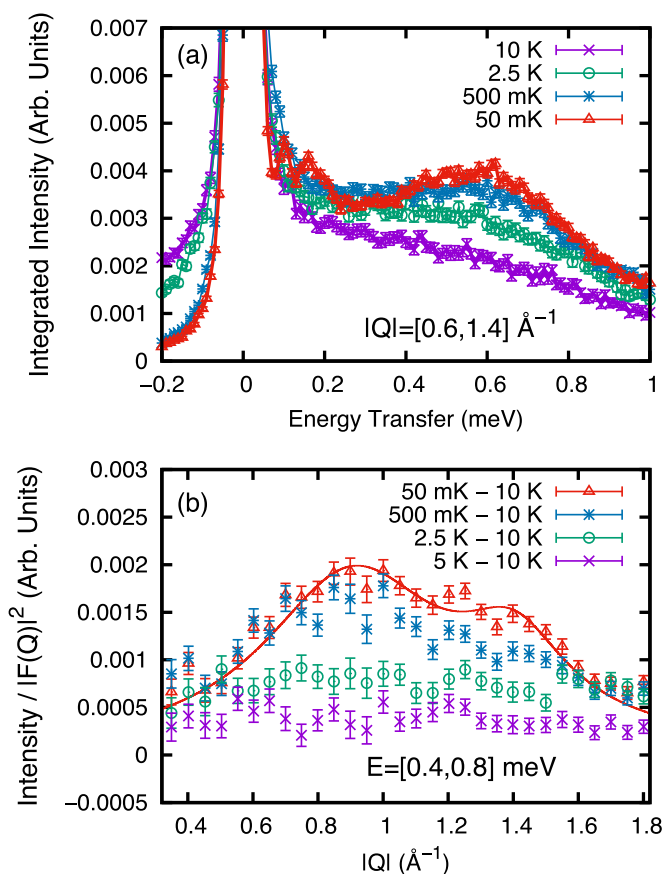 (a)
10 K
2.5 K
500 mK
50 mK
Integrated Intensity (Arb. Units)
0.007
0.006
0.005
0.004
0.003
0.002
0.001
0
|Q|=[0.6,1.4] Å⁻¹
−0.2 0 0.2 0.4 0.6 0.8 1
Energy Transfer (meV)
(b)
50 mK − 10 K
500 mK − 10 K
2.5 K − 10 K
5 K − 10 K
Intensity / |F(Q)|² (Arb. Units)
0.003
0.0025
0.002
0.0015
0.001
0.0005
0
−0.0005
E=[0.4,0.8] meV
0.4 0.6 0.8 1 1.2 1.4 1.6 1.8
|Q| (Å⁻¹)